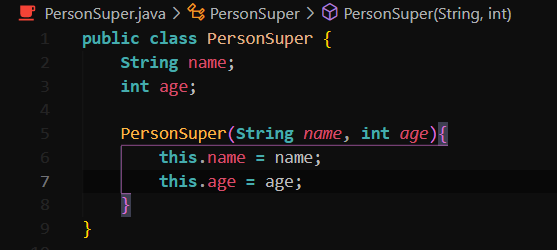 PersonSuper.java > PersonSuper > PersonSuper(String, int)
1 public class PersonSuper {
2 String name;
3 int age;
4
5 PersonSuper(String name, int age){
6 this.name = name;
7 this.age = age;
8 }
9 }
10